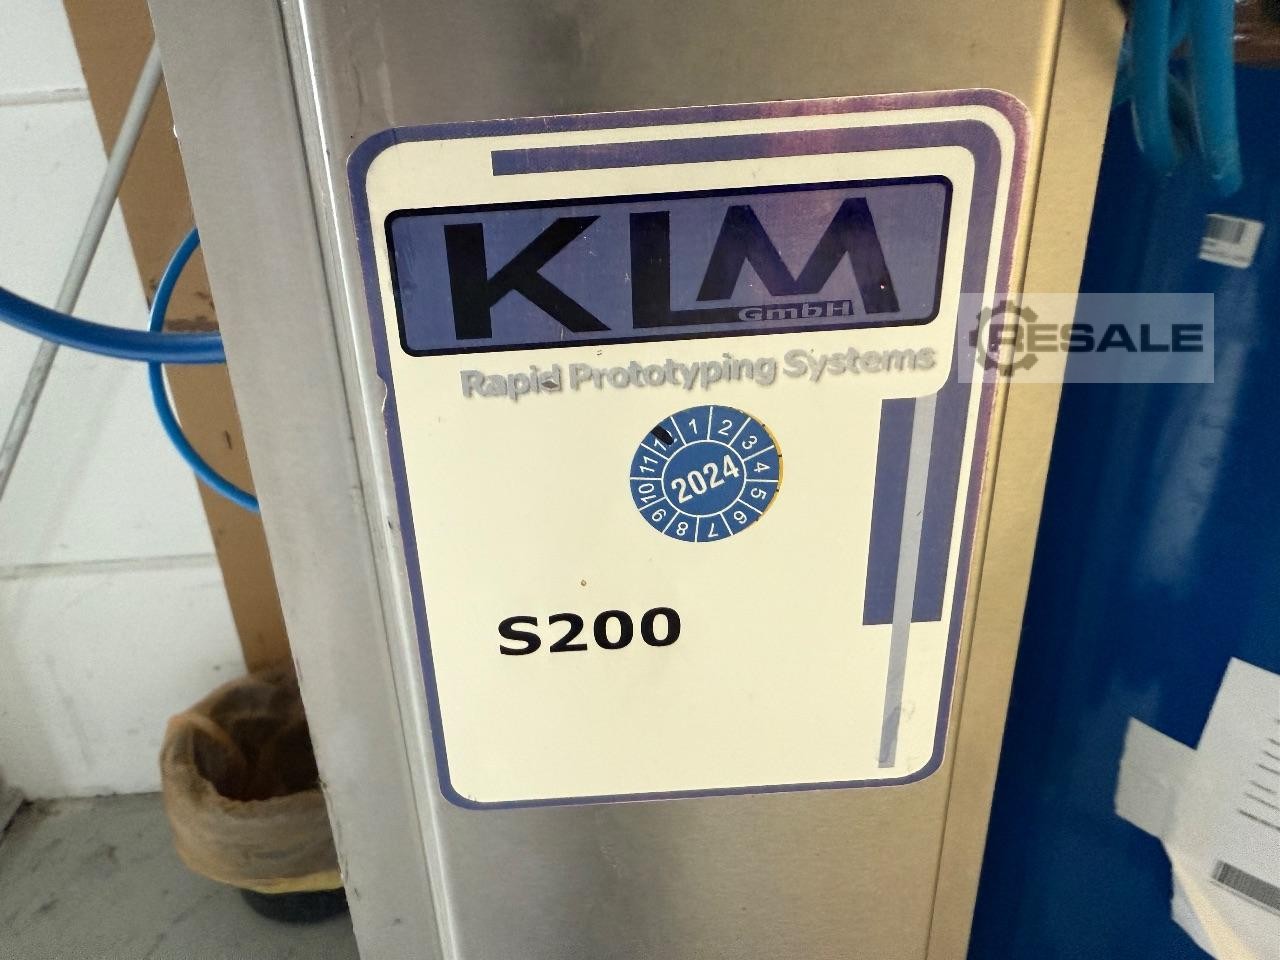 KLM
GmbH
RESALE
Rapid Prototyping Systems
1 2 3 4 5 6 7 8 9 10 11 12
2024
S200